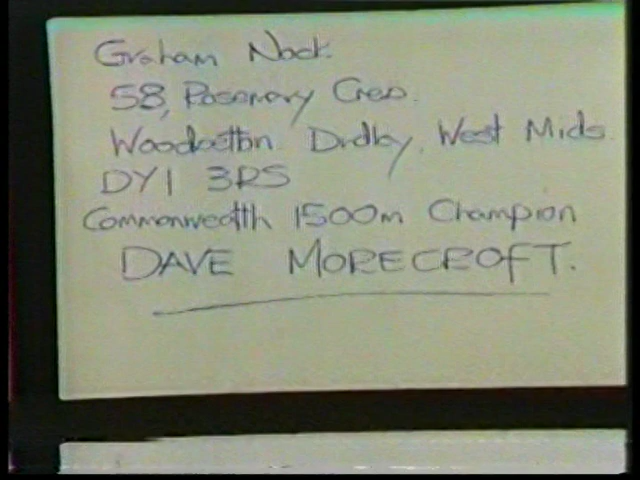 Graham Nock.
58, Rosemary Cres.
Woodsetton Dudley, West Mids.
DY1 3RS
Commonwealth 1500m Champion
DAVE MORECROFT.